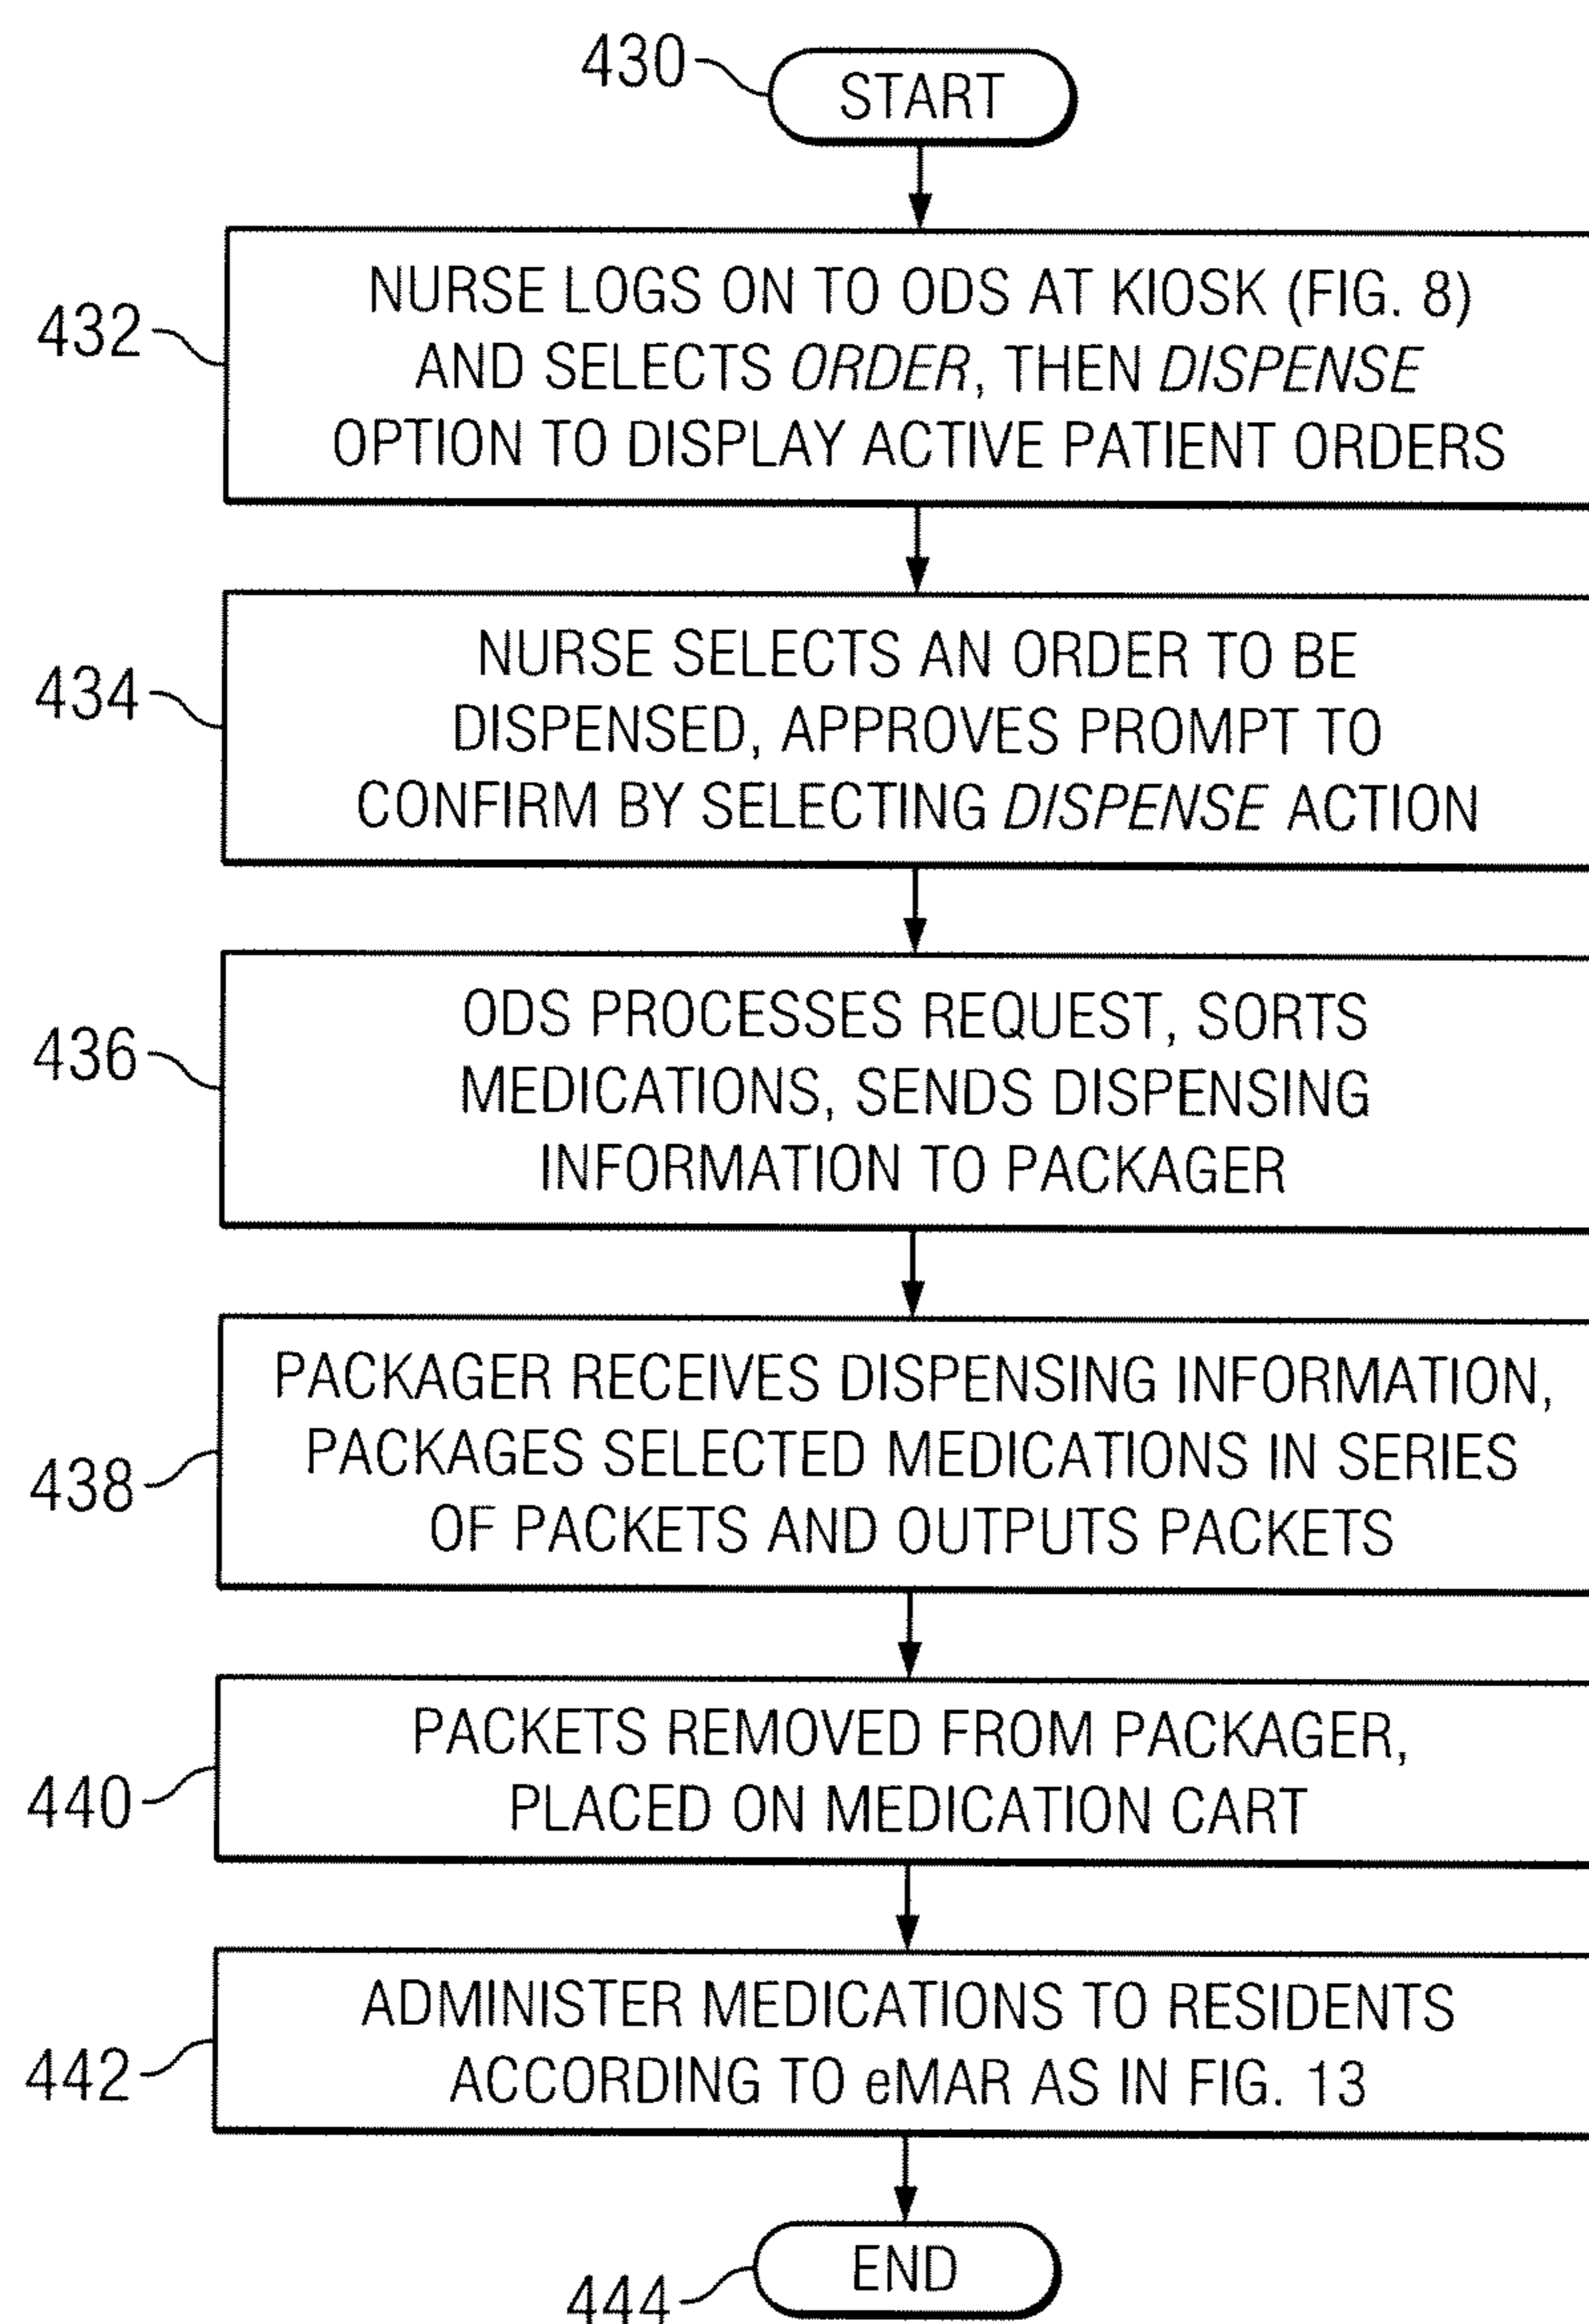 430
START
432
NURSE LOGS ON TO ODS AT KIOSK (FIG. 8)
AND SELECTS ORDER, THEN DISPENSE
OPTION TO DISPLAY ACTIVE PATIENT ORDERS
434
NURSE SELECTS AN ORDER TO BE
DISPENSED, APPROVES PROMPT TO
CONFIRM BY SELECTING DISPENSE ACTION
436
ODS PROCESSES REQUEST, SORTS
MEDICATIONS, SENDS DISPENSING
INFORMATION TO PACKAGER
438
PACKAGER RECEIVES DISPENSING INFORMATION,
PACKAGES SELECTED MEDICATIONS IN SERIES
OF PACKETS AND OUTPUTS PACKETS
440
PACKETS REMOVED FROM PACKAGER,
PLACED ON MEDICATION CART
442
ADMINISTER MEDICATIONS TO RESIDENTS
ACCORDING TO eMAR AS IN FIG. 13
444
END